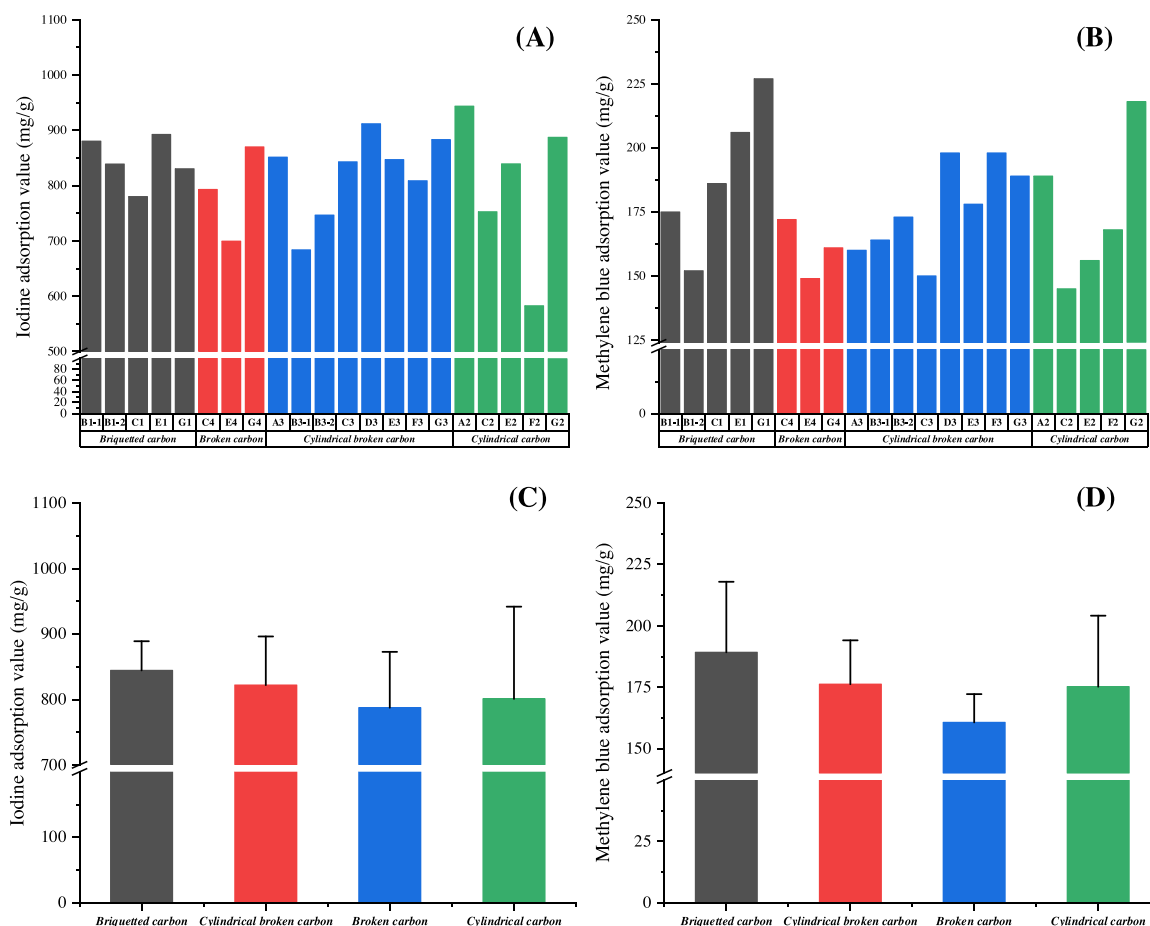 (A)
Iodine adsorption value (mg/g)
1100
1000
900
800
700
600
500
80
60
40
20
0
B1-1 B1-2 C1 E1 G1 C4 E4 G4 A3 B3-1 B3-2 C3 D3 E3 F3 G3 A2 C2 E2 F2 G2
Briquetted carbon Broken carbon Cylindrical broken carbon Cylindrical carbon
(B)
Methylene blue adsorption value (mg/g)
250
225
200
175
150
125
0
B1-1 B1-2 C1 E1 G1 C4 E4 G4 A3 B3-1 B3-2 C3 D3 E3 F3 G3 A2 C2 E2 F2 G2
Briquetted carbon Broken carbon Cylindrical broken carbon Cylindrical carbon
(C)
Iodine adsorption value (mg/g)
1100
1000
900
800
700
100
0
Briquetted carbon Cylindrical broken carbon Broken carbon Cylindrical carbon
(D)
Methylene blue adsorption value (mg/g)
250
225
200
175
150
25
0
Briquetted carbon Cylindrical broken carbon Broken carbon Cylindrical carbon